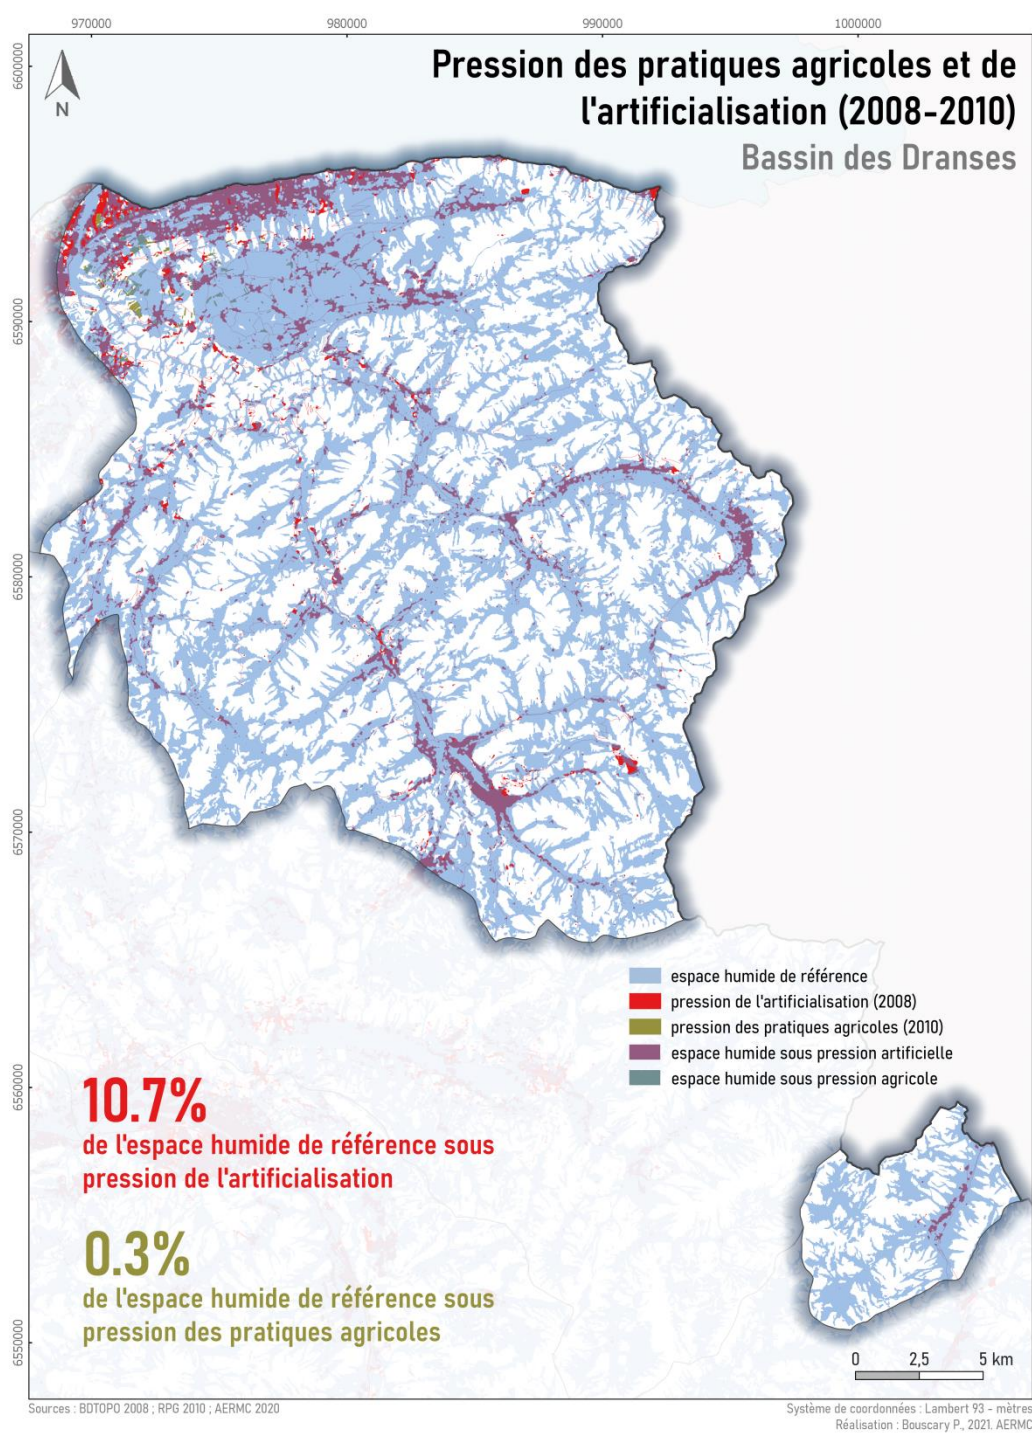 970000
980000
990000
1000000
6600000
Pression des pratiques agricoles et de
l'artificialisation (2008-2010)
Bassin des Dranses
N
6590000
6580000
6570000
espace humide de référence
pression de l'artificialisation (2008)
pression des pratiques agricoles (2010)
espace humide sous pression artificielle
espace humide sous pression agricole
6560000
10.7%
de l'espace humide de référence sous
pression de l'artificialisation
0.3%
de l'espace humide de référence sous
pression des pratiques agricoles
6550000
0 2,5 5 km
Sources : BDTOPO 2008 ; RPG 2010 ; AERMC 2020
Système de coordonnées : Lambert 93 - mètres
Réalisation : Bouscary P., 2021. AERMC